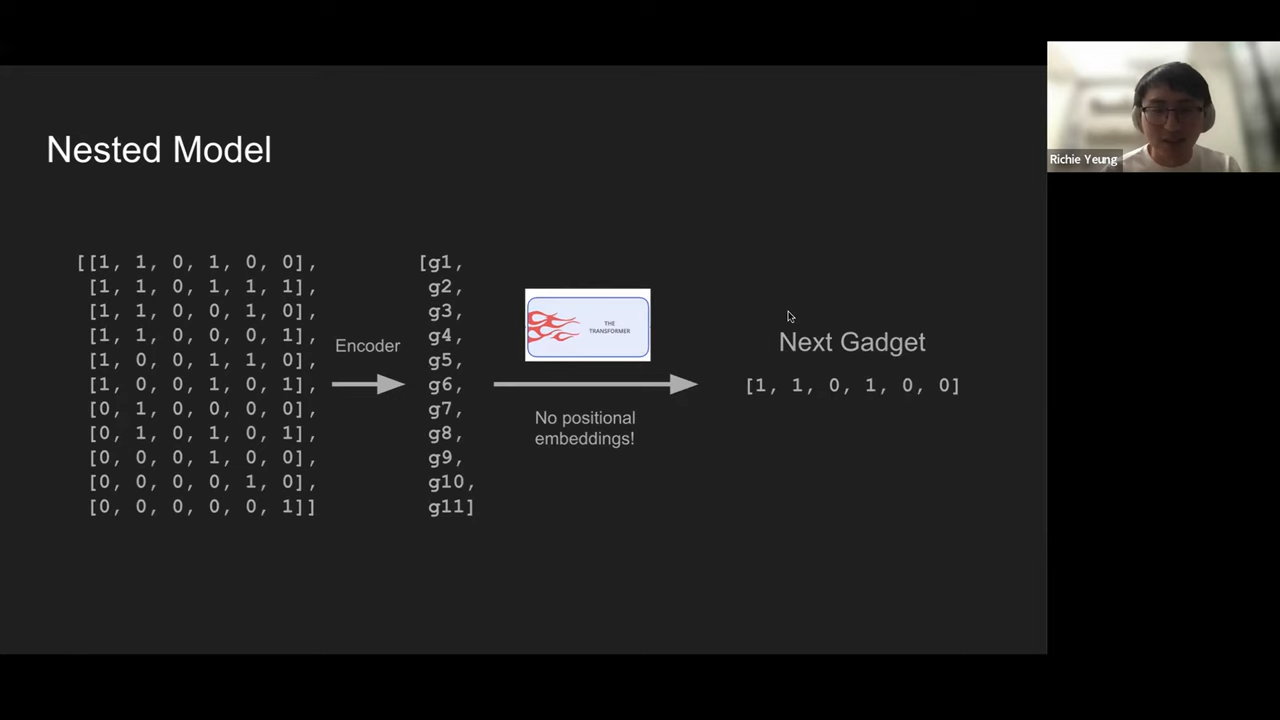 Nested Model
[[1, 1, 0, 1, 0, 0],
[1, 1, 0, 1, 1, 1],
[1, 1, 0, 0, 1, 0],
[1, 1, 0, 0, 0, 1],
[1, 0, 0, 1, 1, 0],
[1, 0, 0, 1, 0, 1],
[0, 1, 0, 0, 0, 0],
[0, 1, 0, 1, 0, 1],
[0, 0, 0, 1, 0, 0],
[0, 0, 0, 0, 1, 0],
[0, 0, 0, 0, 0, 1]]
Encoder
[g1,
g2,
g3,
g4,
g5,
g6,
g7,
g8,
g9,
g10,
g11]
THE
TRANSFORMER
No positional
embeddings!
Next Gadget
[1, 1, 0, 1, 0, 0]
Richie Yeung